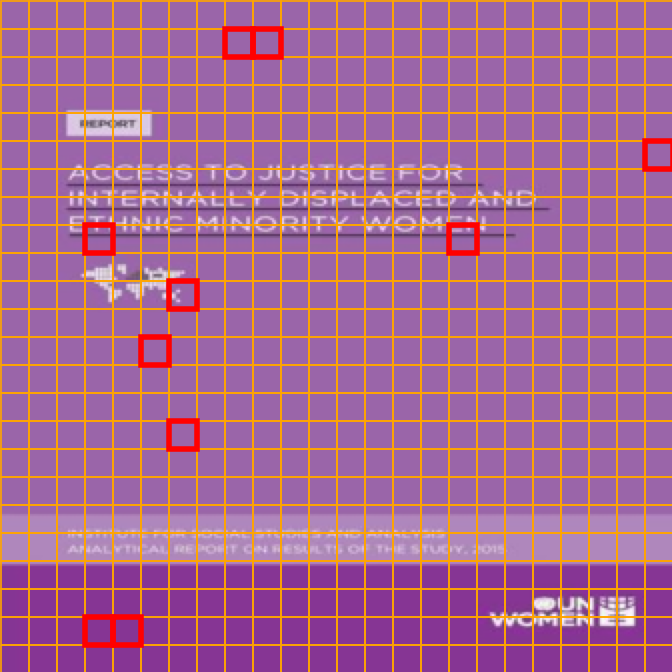 REPORT
ACCESS TO JUSTICE FOR
INTERNALLY DISPLACED AND
ETHNIC MINORITY WOMEN
INSTITUTE FOR SOCIAL STUDIES AND ANALYSIS
ANALYTICAL REPORT ON RESULTS OF THE STUDY, 2015
UN
WOMEN